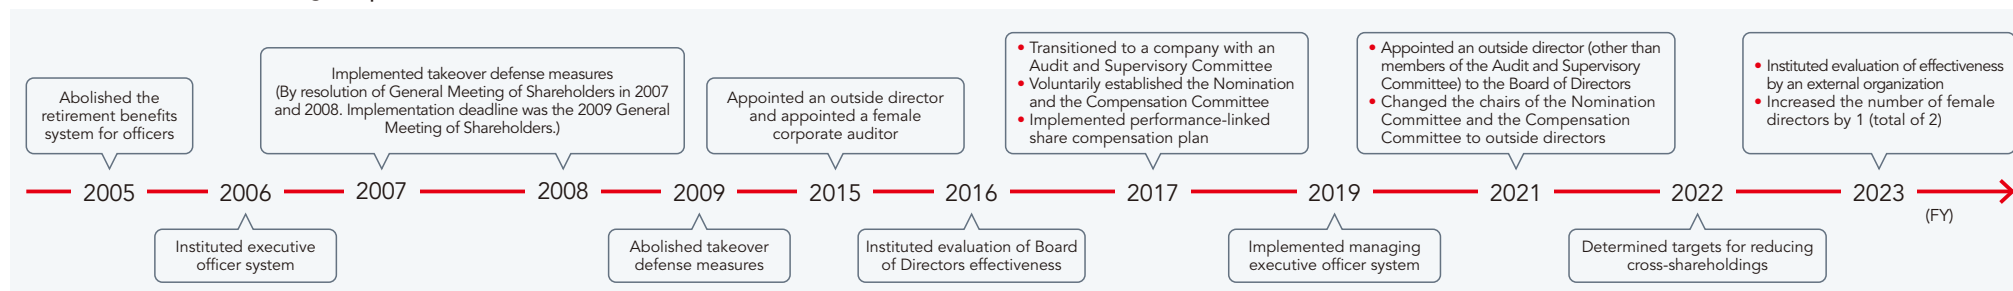 Abolished the
retirement benefits
system for officers
Implemented takeover defense measures
(By resolution of General Meeting of Shareholders in 2007
and 2008. Implementation deadline was the 2009 General
Meeting of Shareholders.)
Appointed an outside director
and appointed a female
corporate auditor
• Transitioned to a company with an
Audit and Supervisory Committee
• Voluntarily established the Nomination
and the Compensation Committee
• Implemented performance-linked
share compensation plan
• Appointed an outside director (other than
members of the Audit and Supervisory
Committee) to the Board of Directors
• Changed the chairs of the Nomination
Committee and the Compensation
Committee to outside directors
• Instituted evaluation of effectiveness
by an external organization
• Increased the number of female
directors by 1 (total of 2)
2005 2006 2007 2008 2009 2015 2016 2017 2019 2021 2022 2023
(FY)
Instituted executive
officer system
Abolished takeover
defense measures
Instituted evaluation of Board
of Directors effectiveness
Implemented managing
executive officer system
Determined targets for reducing
cross-shareholdings